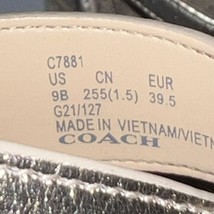 C7881
US CN EUR
9B 255(1.5) 39.5
G21/127
MADE IN VIETNAM/VIETN
COACH